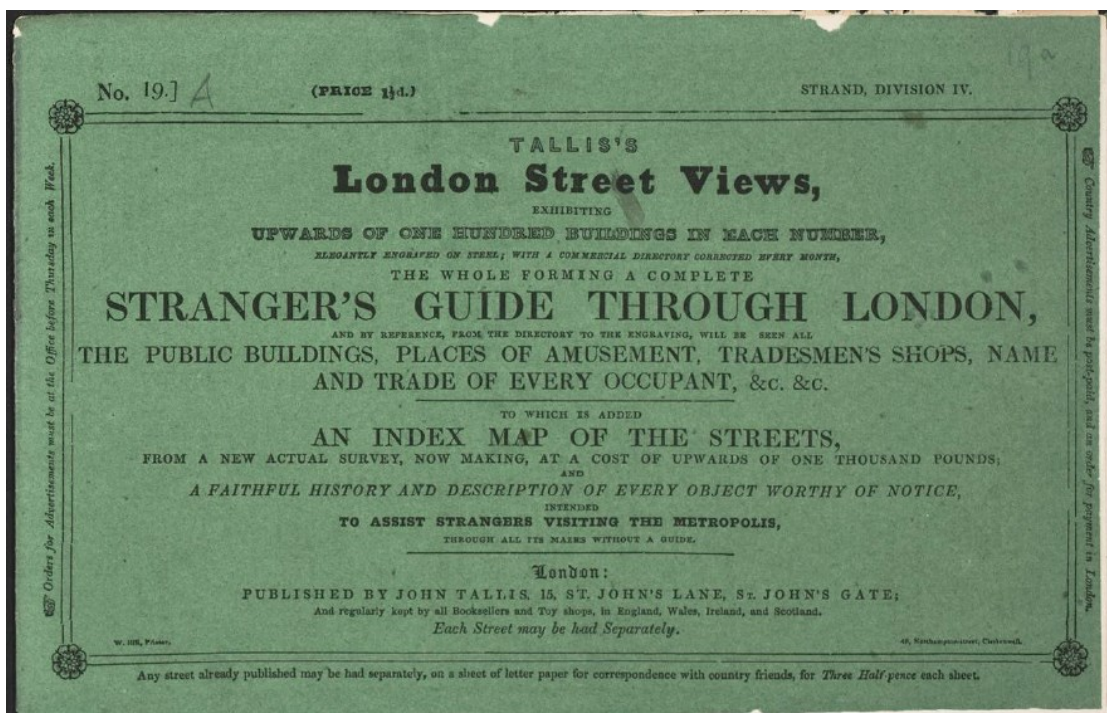 19a
No. 19.] A
(PRICE 1½d.)
STRAND, DIVISION IV.
TALLIS'S
London Street Views,
EXHIBITING
UPWARDS OF ONE HUNDRED BUILDINGS IN EACH NUMBER,
ELEGANTLY ENGRAVED ON STEEL; WITH A COMMERCIAL DIRECTORY CORRECTED EVERY MONTH,
THE WHOLE FORMING A COMPLETE
STRANGER'S GUIDE THROUGH LONDON,
AND BY REFERENCE, FROM THE DIRECTORY TO THE ENGRAVING, WILL BE SEEN ALL
THE PUBLIC BUILDINGS, PLACES OF AMUSEMENT, TRADESMEN'S SHOPS, NAME
AND TRADE OF EVERY OCCUPANT, &c. &c.
TO WHICH IS ADDED
AN INDEX MAP OF THE STREETS,
FROM A NEW ACTUAL SURVEY, NOW MAKING, AT A COST OF UPWARDS OF ONE THOUSAND POUNDS;
AND
A FAITHFUL HISTORY AND DESCRIPTION OF EVERY OBJECT WORTHY OF NOTICE,
INTENDED
TO ASSIST STRANGERS VISITING THE METROPOLIS,
THROUGH ALL ITS MAZES WITHOUT A GUIDE.
London:
PUBLISHED BY JOHN TALLIS, 15, ST. JOHN'S LANE, ST. JOHN'S GATE;
And regularly kept by all Booksellers and Toy shops, in England, Wales, Ireland, and Scotland.
Each Street may be had Separately.
W. Printer,
Northampton-street, Clerkenwell.
Any street already published may be had separately, on a sheet of letter paper for correspondence with country friends, for Three Half-pence each sheet.
Orders for Advertisements must be at the Office before Thursday in each Week.
Country Advertisements must be post-paid, and an order for payment in London.